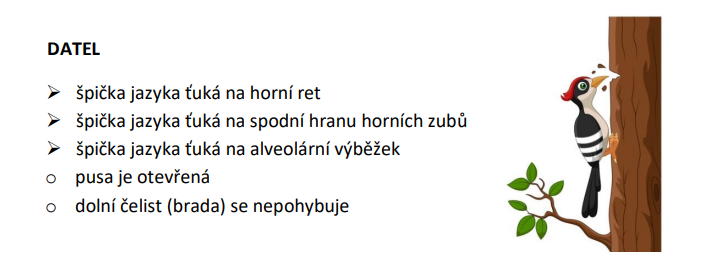 DATEL
➢ špička jazyka ťuká na horní ret
➢ špička jazyka ťuká na spodní hranu horních zubů
➢ špička jazyka ťuká na alveolární výběžek
o pusa je otevřená
o dolní čelist (brada) se nepohybuje